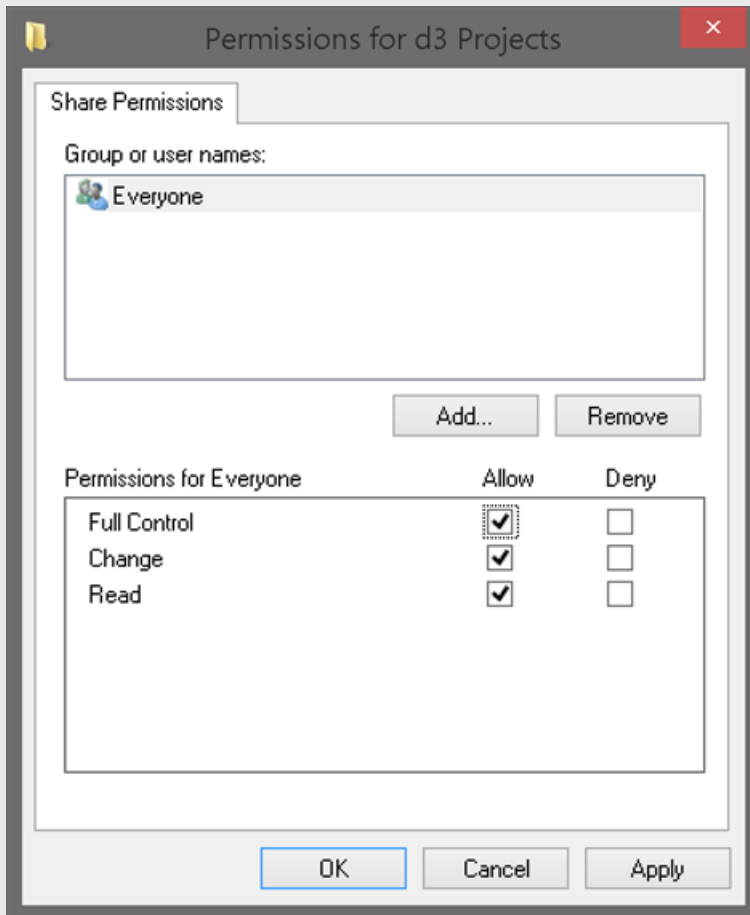 Permissions for d3 Projects
Share Permissions
Group or user names:
Everyone
Add... Remove
Permissions for Everyone Allow Deny
Full Control
Change
Read
OK Cancel Apply